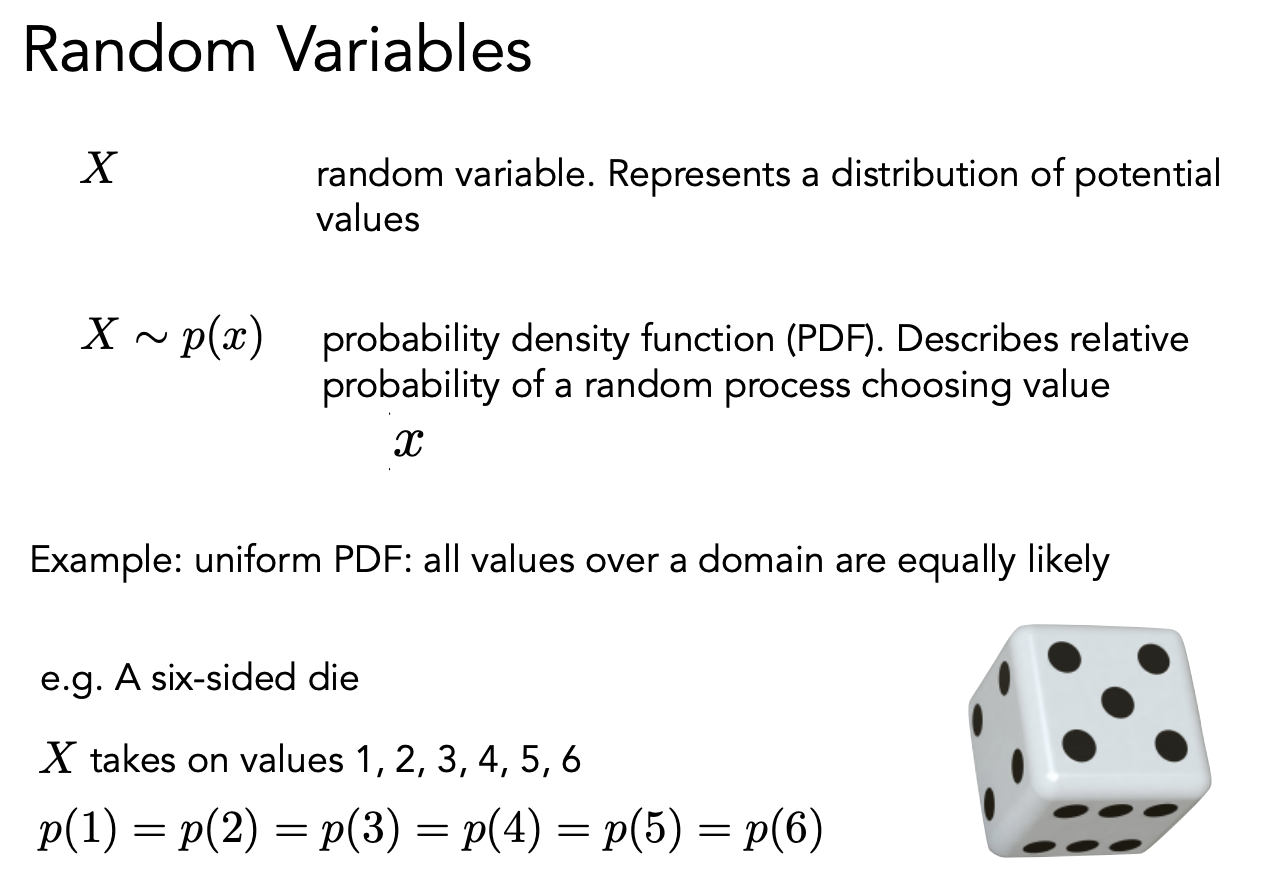 Random Variables
X
random variable. Represents a distribution of potential
values
X ∼ p(x)
probability density function (PDF). Describes relative
probability of a random process choosing value
x
Example: uniform PDF: all values over a domain are equally likely
e.g. A six-sided die
X takes on values 1, 2, 3, 4, 5, 6
p(1) = p(2) = p(3) = p(4) = p(5) = p(6)